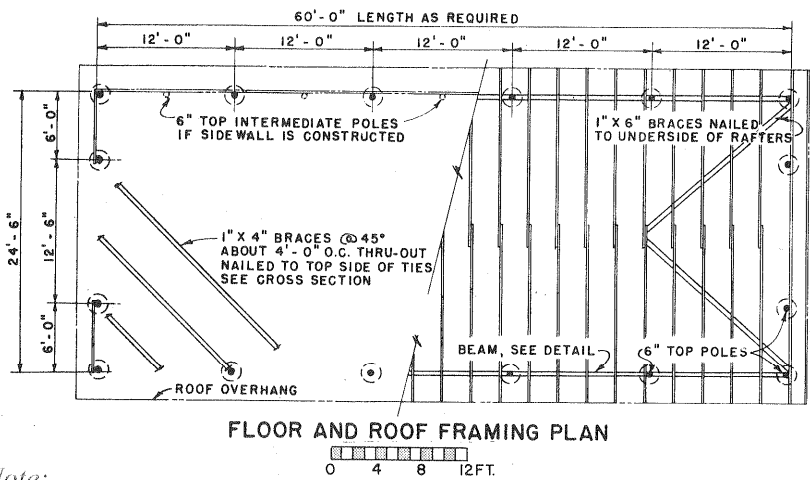 60'-0" LENGTH AS REQUIRED
12'-0"
12'-0"
12'-0"
12'-0"
12'-0"
6" TOP INTERMEDIATE POLES
IF SIDEWALL IS CONSTRUCTED
1" X 6" BRACES NAILED
TO UNDERSIDE OF RAFTERS
6'-0"
12'-6"
24'-6"
6'-0"
1" X 4" BRACES @ 45°
ABOUT 4'-0" O.C. THRU-OUT
NAILED TO TOP SIDE OF TIES
SEE CROSS SECTION
BEAM, SEE DETAIL
6" TOP POLES
ROOF OVERHANG
FLOOR AND ROOF FRAMING PLAN
0 4 8 12 FT.
Note: